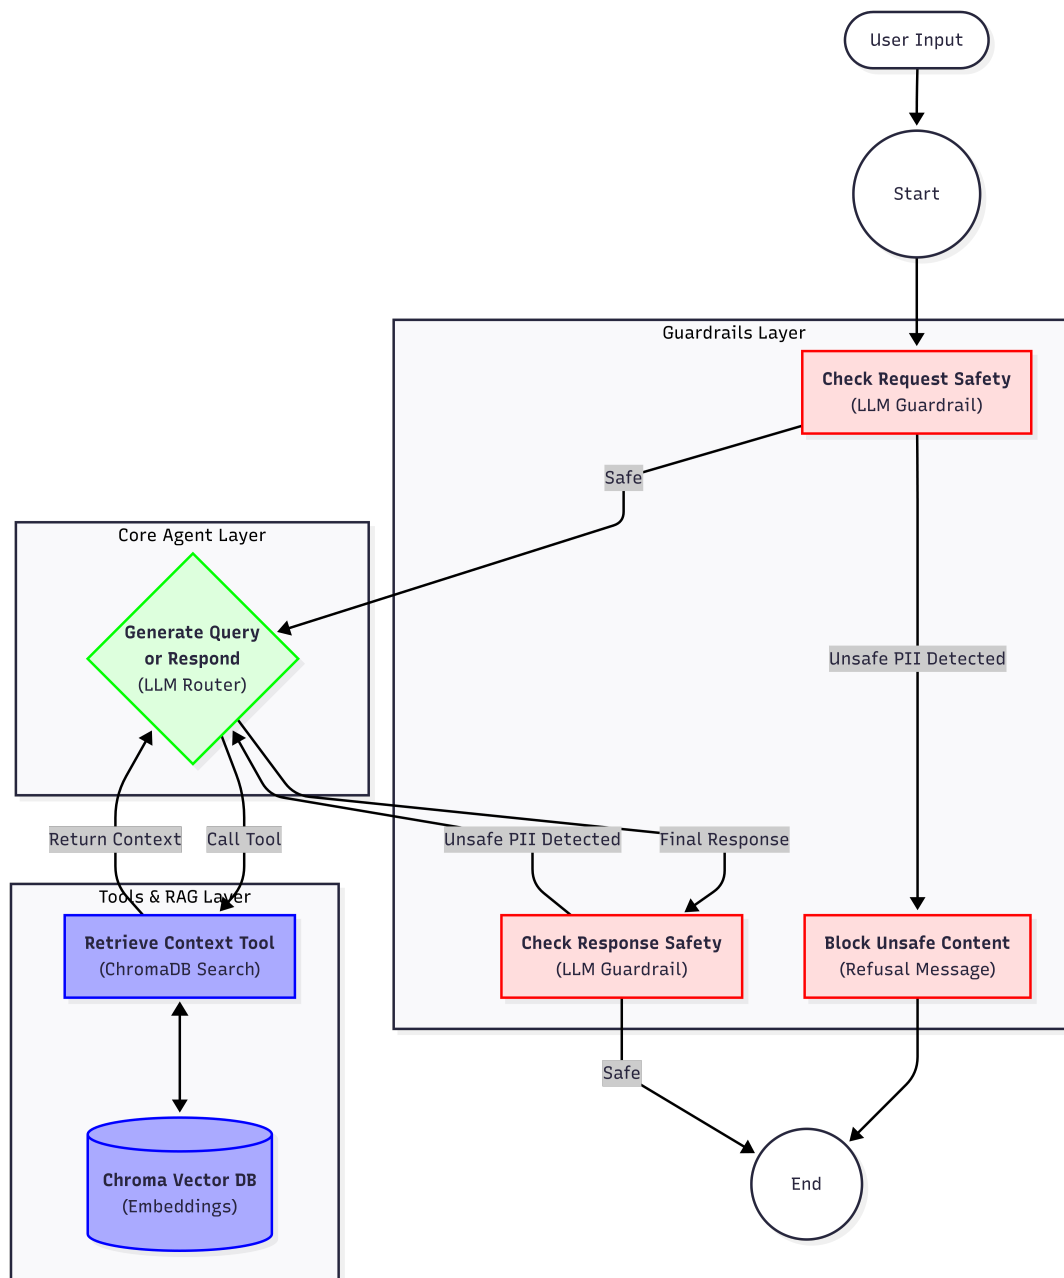 User Input
Start
Guardrails Layer
Check Request Safety
(LLM Guardrail)
Safe
Core Agent Layer
Generate Query
or Respond
(LLM Router)
Unsafe PII Detected
Return Context
Call Tool
Unsafe PII Detected
Final Response
Tools & RAG Layer
Retrieve Context Tool
(ChromaDB Search)
Check Response Safety
(LLM Guardrail)
Block Unsafe Content
(Refusal Message)
Safe
Chroma Vector DB
(Embeddings)
End